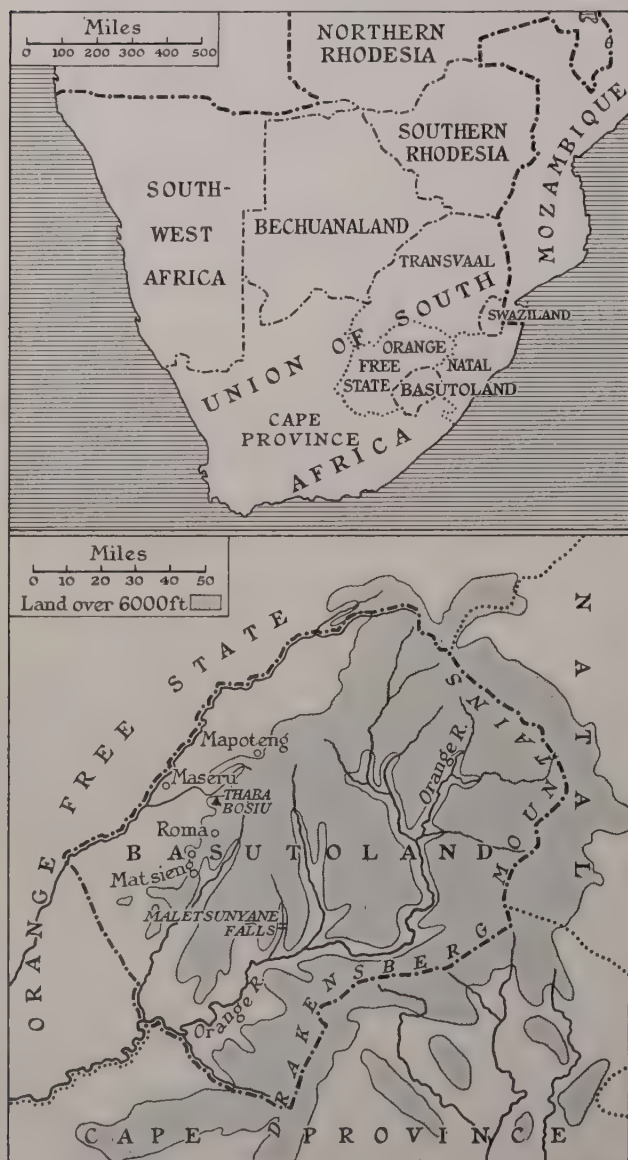 Miles
0 100 200 300 400 500
NORTHERN
RHODESIA
SOUTHERN
RHODESIA
MOZAMBIQUE
SOUTH-
WEST
AFRICA
BECHUANALAND
TRANSVAAL
SWAZILAND
UNION OF SOUTH
AFRICA
ORANGE
FREE
STATE
NATAL
BASUTOLAND
CAPE
PROVINCE
Miles
0 10 20 30 40 50
Land over 6000ft
ORANGE FREE STATE
NATAL
Mapoteng
Maseru
THABA
BOSIU
Roma
BASUTOLAND
Matsieng
MALETSUNYANE
FALLS
Orange R.
Orange R.
DRAKENSBERG MOUNTAINS
CAPE PROVINCE